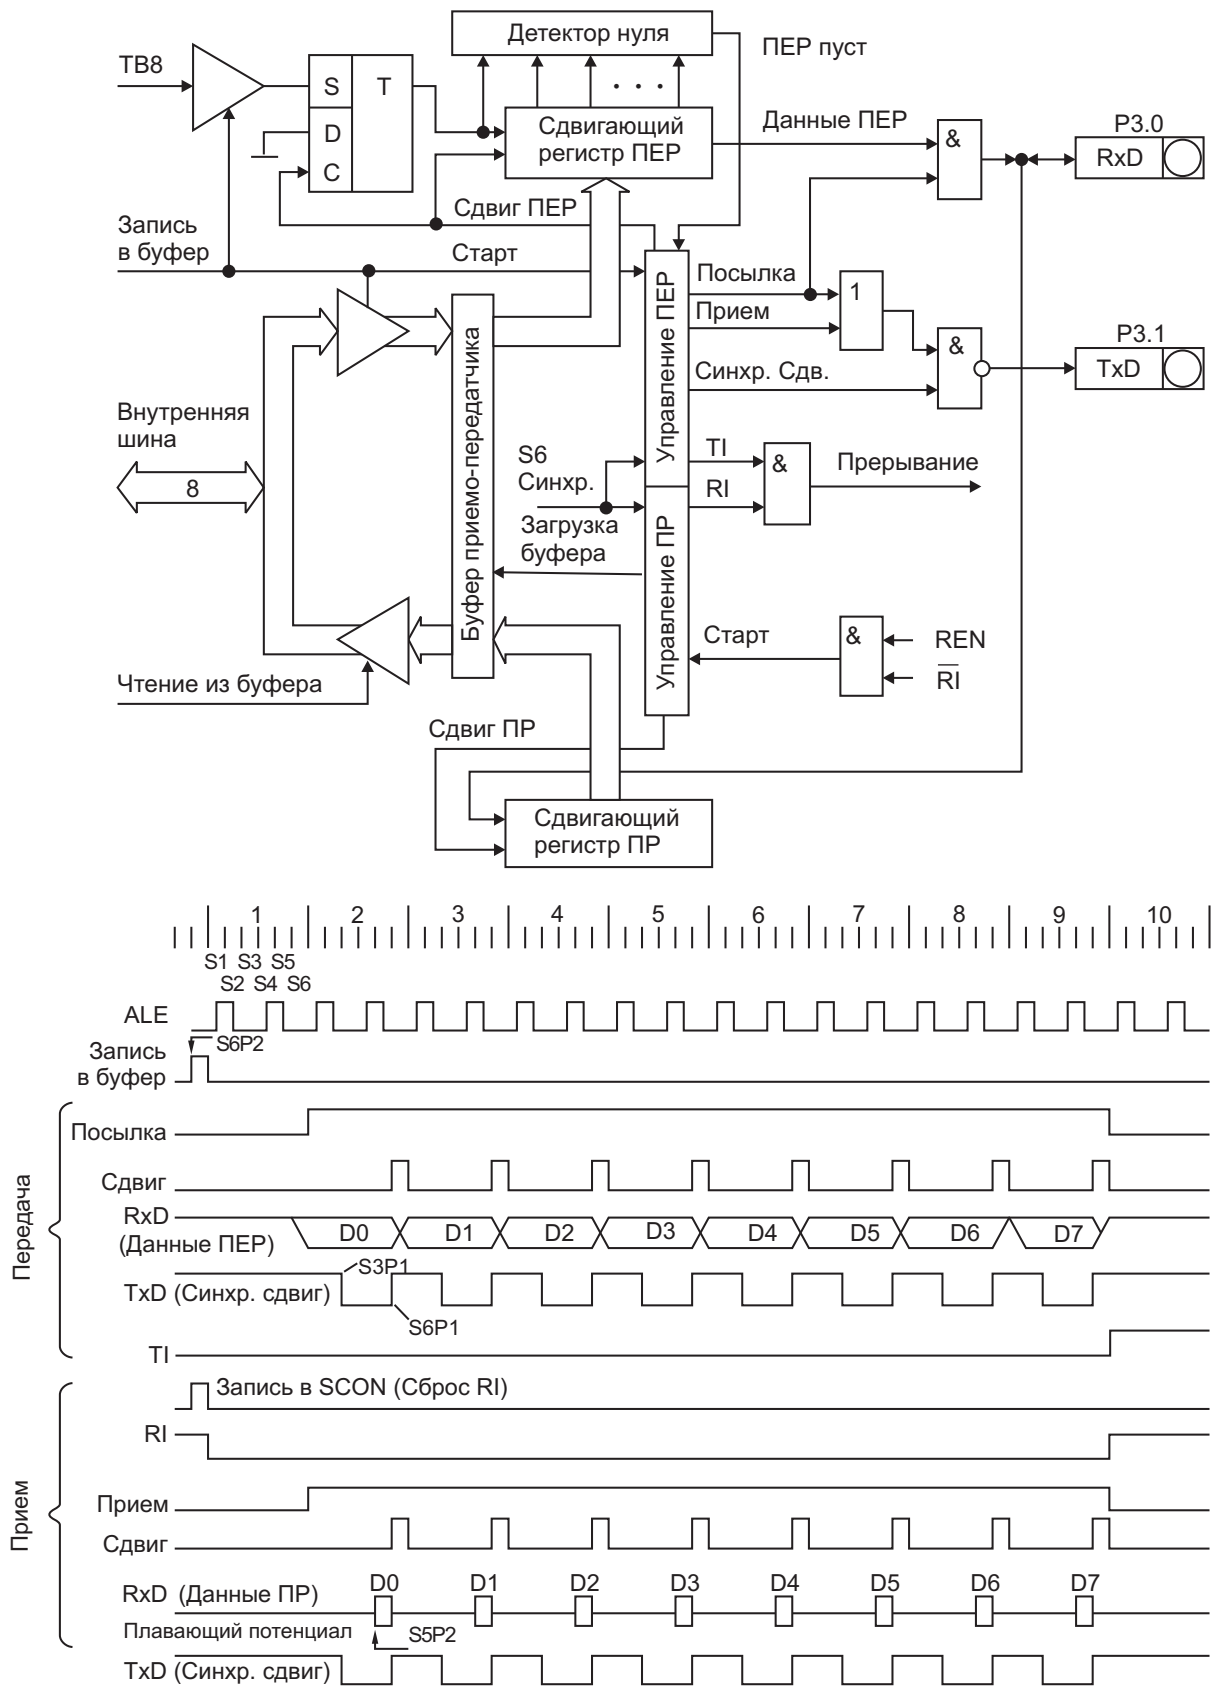 Детектор нуля
ПЕР пуст
TB8
S
T
D
C
Сдвигающий
регистр ПЕР
Данные ПЕР
&
P3.0
RxD
Сдвиг ПЕР
Запись
в буфер
Старт
Посылка
1
Прием
Управление ПЕР
&
P3.1
TxD
Синхр. Сдв.
Буфер приемо-передатчика
Внутренняя
шина
8
S6
Синхр.
TI
&
Прерывание
RI
Загрузка
буфера
Управление ПР
Старт
&
REN
R̅I̅
Чтение из буфера
Сдвиг ПР
Сдвигающий
регистр ПР
1 2 3 4 5 6 7 8 9 10
S1 S3 S5
S2 S4 S6
ALE
S6P2
Запись
в буфер
Передача
Посылка
Сдвиг
RxD
(Данные ПЕР)
D0 D1 D2 D3 D4 D5 D6 D7
S3P1
TxD (Синхр. сдвиг)
S6P1
TI
Прием
Запись в SCON (Сброс RI)
RI
Прием
Сдвиг
D0 D1 D2 D3 D4 D5 D6 D7
RxD (Данные ПР)
Плавающий потенциал
S5P2
TxD (Синхр. сдвиг)